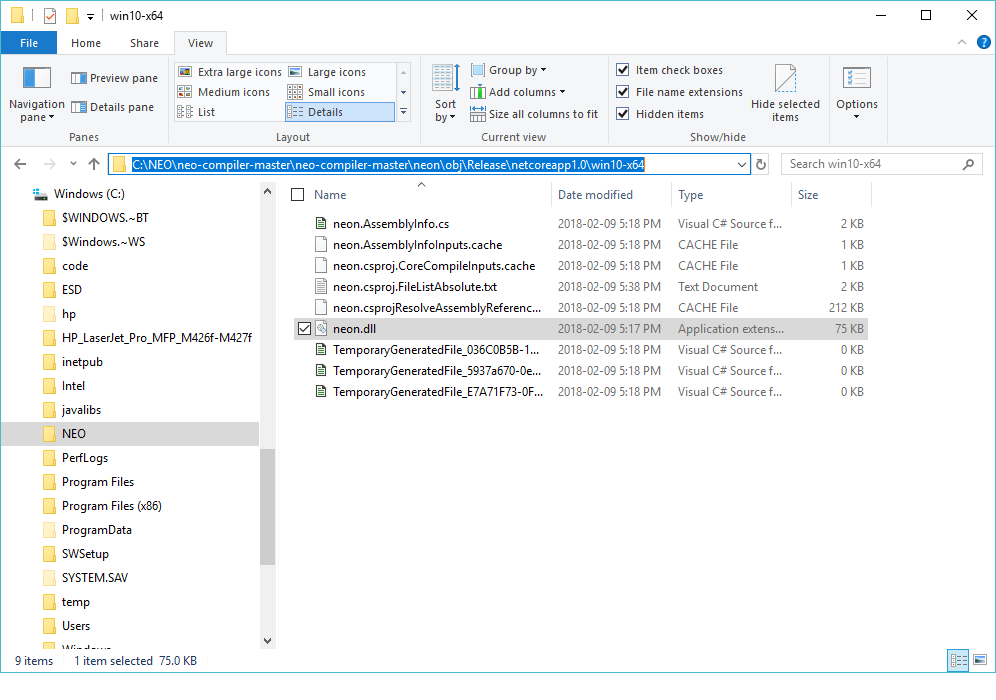 win10-x64
File Home Share View
Navigation pane
Preview pane
Details pane
Panes
Extra large icons Large icons
Medium icons Small icons
List Details
Layout
Sort by
Group by
Add columns
Size all columns to fit
Current view
Item check boxes
File name extensions
Hidden items
Hide selected items
Show/hide
Options
C:\NEO\neo-compiler-master\neo-compiler-master\neon\obj\Release\netcoreapp1.0\win10-x64
Search win10-x64
Windows (C:)
$WINDOWS.~BT
$Windows.~WS
code
ESD
hp
HP_LaserJet_Pro_MFP_M426f-M427f
inetpub
Intel
javalibs
NEO
PerfLogs
Program Files
Program Files (x86)
ProgramData
SWSetup
SYSTEM.SAV
temp
Users
Windows
Name Date modified Type Size
neon.AssemblyInfo.cs 2018-02-09 5:18 PM Visual C# Source f... 2 KB
neon.AssemblyInfoInputs.cache 2018-02-09 5:18 PM CACHE File 1 KB
neon.csproj.CoreCompileInputs.cache 2018-02-09 5:18 PM CACHE File 1 KB
neon.csproj.FileListAbsolute.txt 2018-02-09 5:38 PM Text Document 2 KB
neon.csprojResolveAssemblyReferenc... 2018-02-09 5:18 PM CACHE File 212 KB
neon.dll 2018-02-09 5:17 PM Application extens... 75 KB
TemporaryGeneratedFile_036C0B5B-1... 2018-02-09 5:18 PM Visual C# Source f... 0 KB
TemporaryGeneratedFile_5937a670-0e... 2018-02-09 5:18 PM Visual C# Source f... 0 KB
TemporaryGeneratedFile_E7A71F73-0F... 2018-02-09 5:18 PM Visual C# Source f... 0 KB
9 items 1 item selected 75.0 KB